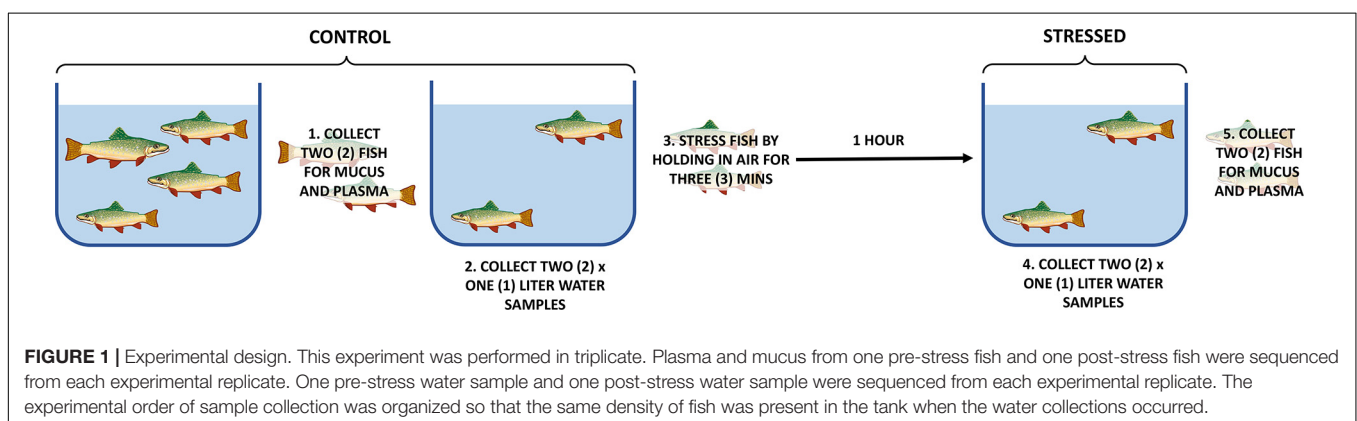 CONTROL
STRESSED
1. COLLECT
TWO (2) FISH
FOR MUCUS
AND PLASMA
2. COLLECT TWO (2) x
ONE (1) LITER WATER
SAMPLES
3. STRESS FISH BY
HOLDING IN AIR FOR
THREE (3) MINS
1 HOUR
4. COLLECT TWO (2) x
ONE (1) LITER WATER
SAMPLES
5. COLLECT
TWO (2) FISH
FOR MUCUS
AND PLASMA
FIGURE 1 | Experimental design. This experiment was performed in triplicate. Plasma and mucus from one pre-stress fish and one post-stress fish were sequenced
from each experimental replicate. One pre-stress water sample and one post-stress water sample were sequenced from each experimental replicate. The
experimental order of sample collection was organized so that the same density of fish was present in the tank when the water collections occurred.